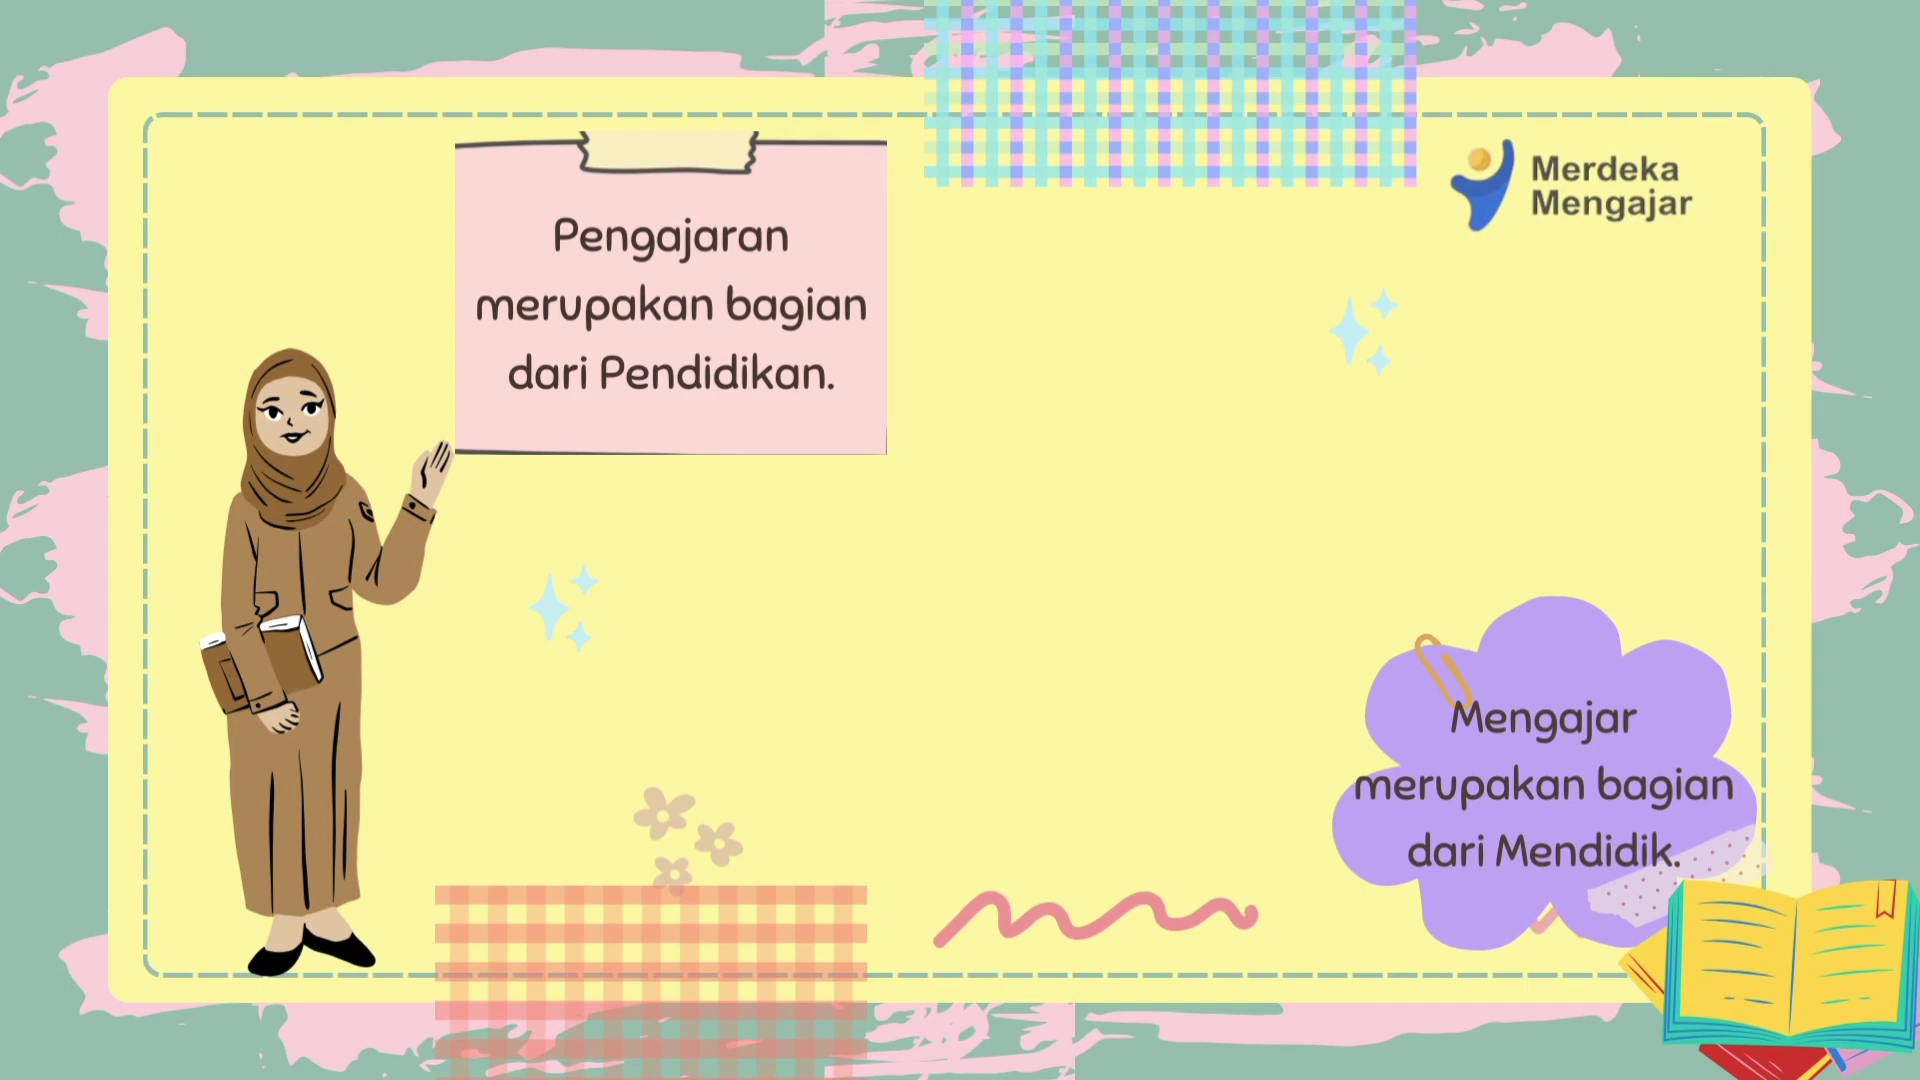 Pengajaran
merupakan bagian
dari Pendidikan.
Merdeka
Mengajar
Mengajar
merupakan bagian
dari Mendidik.